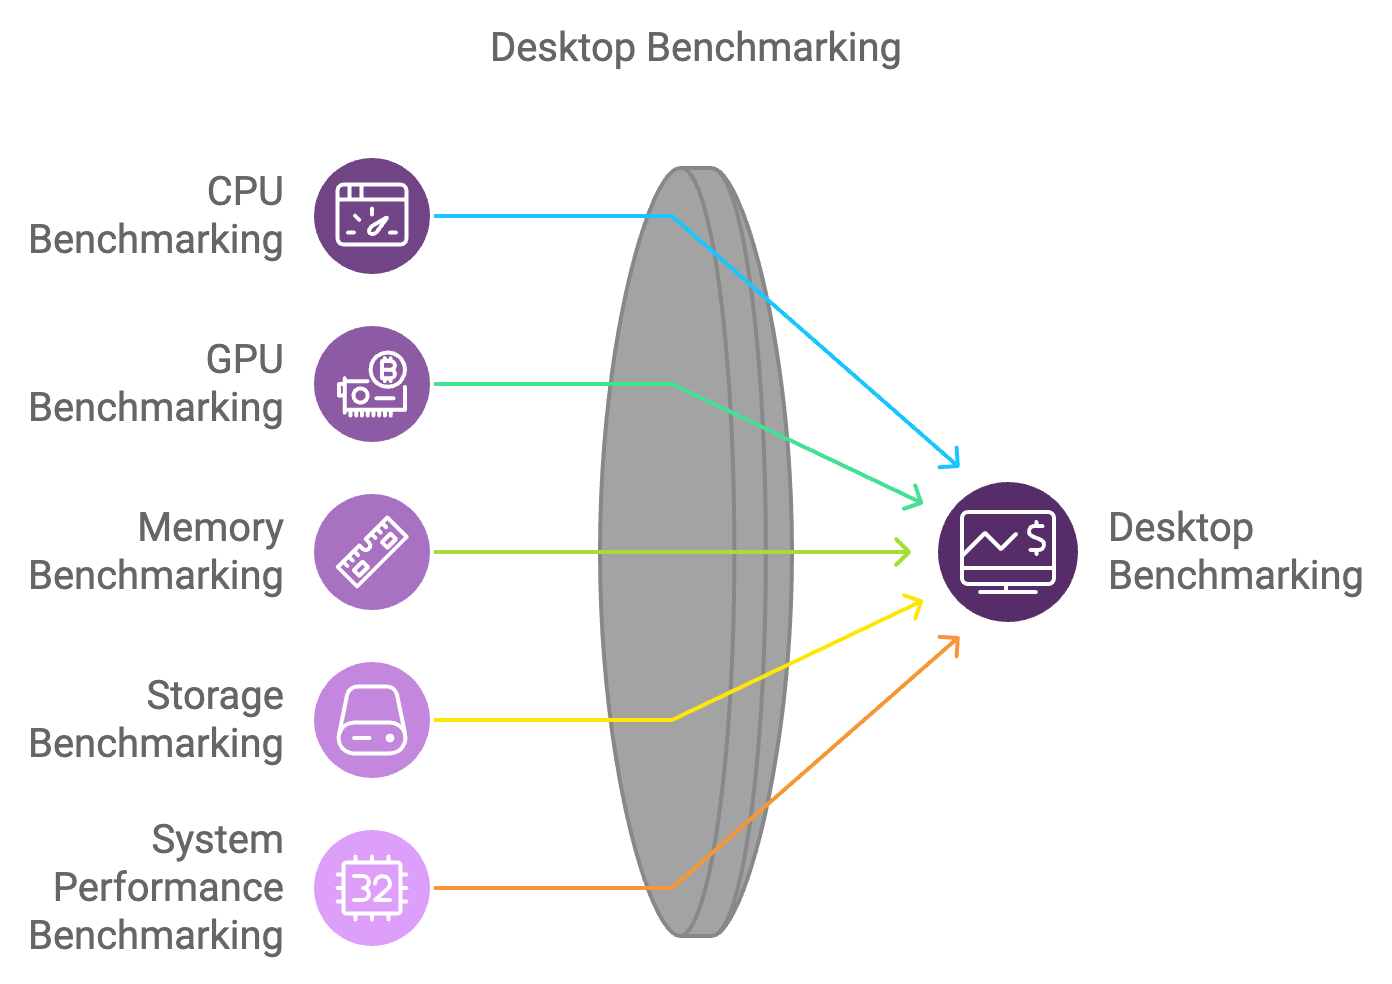 Desktop Benchmarking
CPU
Benchmarking
GPU
Benchmarking
Memory
Benchmarking
Storage
Benchmarking
System
Performance
Benchmarking
32
Desktop
Benchmarking